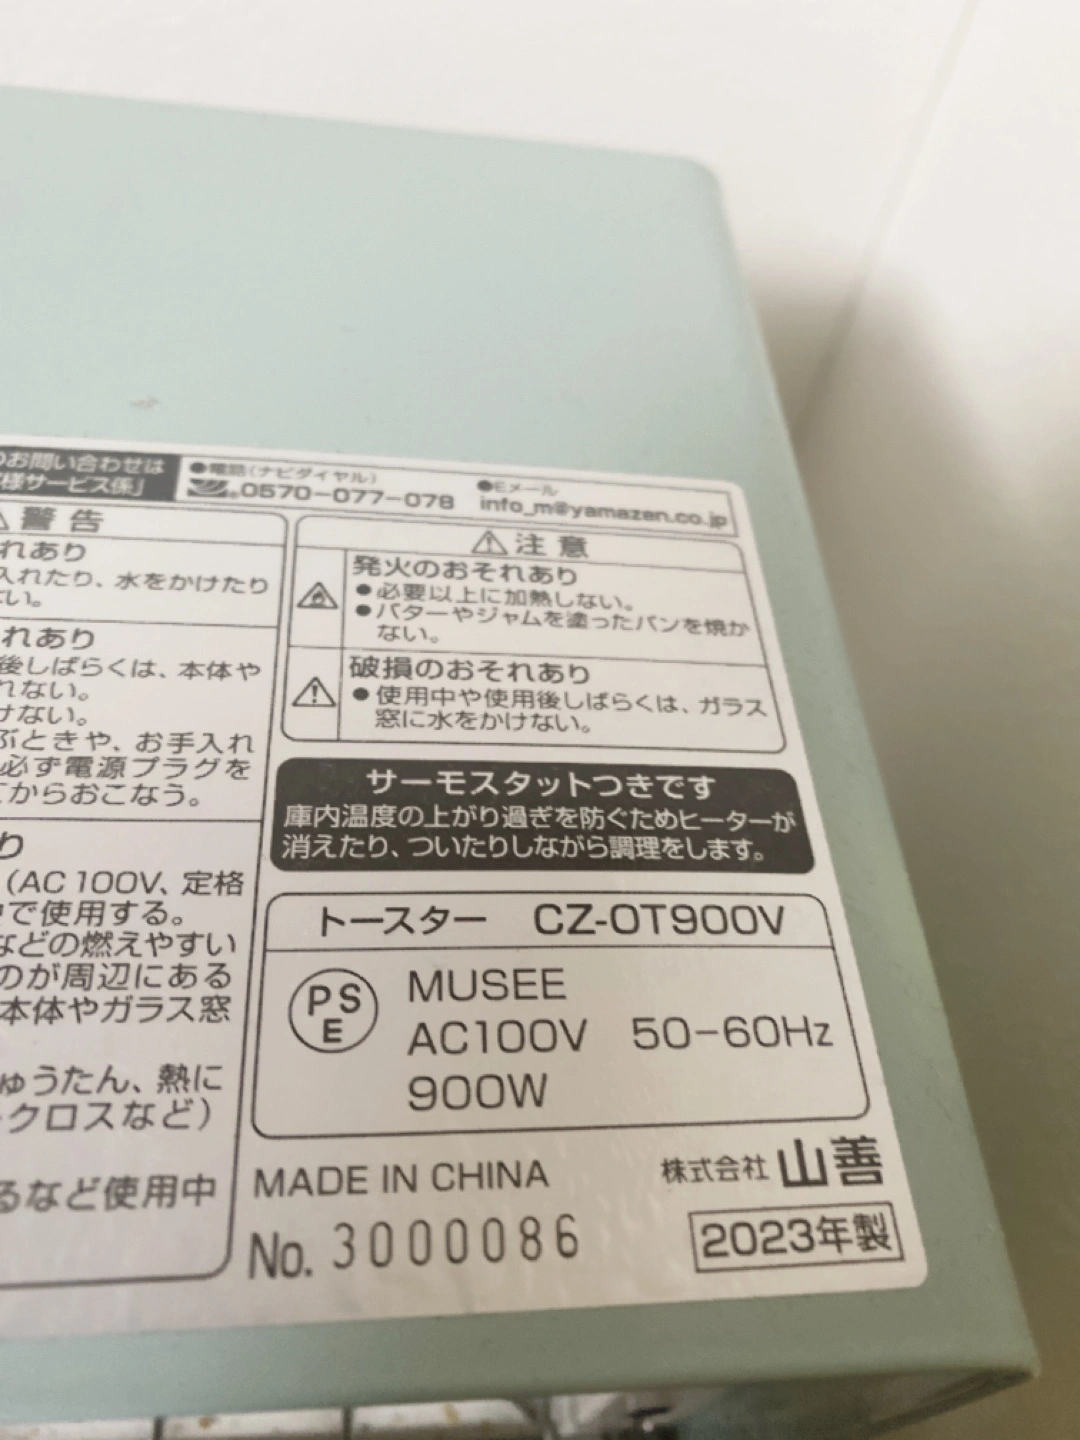 のお問い合わせは
様サービス係」
●電話(ナビダイヤル)
0570-077-078
●Eメール
info_m@yamazen.co.jp
警告
れあり
入れたり、水をかけたり
ない。
れあり
後しばらくは、本体や
れない。
けない。
ぶときや、お手入れ
必ず電源プラグを
てからおこなう。
り
(AC100V、定格
中で使用する。
などの燃えやすい
のが周辺にある
本体やガラス窓
ゅうたん、熱に
クロスなど)
るなど使用中
注意
発火のおそれあり
●必要以上に加熱しない。
●バターやジャムを塗ったパンを焼か
ない。
破損のおそれあり
●使用中や使用後しばらくは、ガラス
窓に水をかけない。
サーモスタットつきです
庫内温度の上がり過ぎを防ぐためヒーターが
消えたり、ついたりしながら調理をします。
トースター CZ-OT900V
PSE
MUSEE
AC100V 50-60Hz
900W
MADE IN CHINA
株式会社 山善
No. 3000086
2023年製